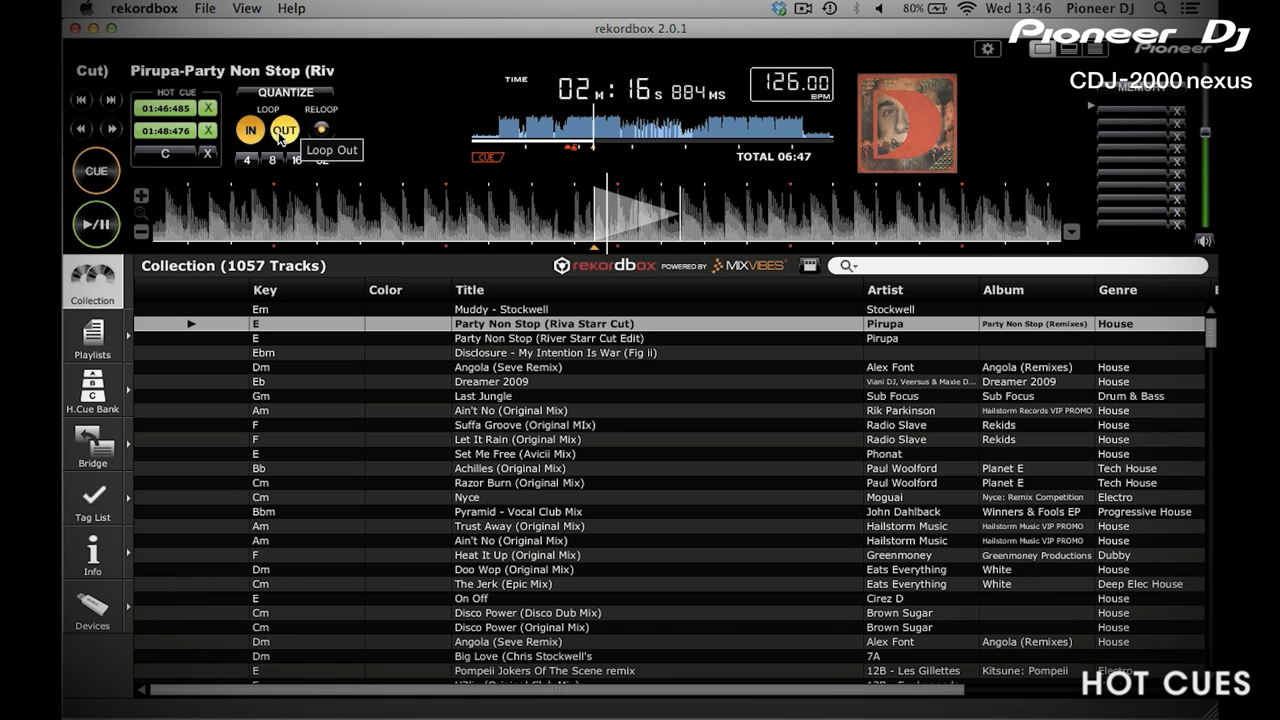 rekordbox File View Help 80% Wed 13:46 Pioneer DJ
rekordbox 2.0.1
Pioneer DJ
CDJ-2000 nexus
Cut) Pirupa-Party Non Stop (Riv
HOT CUE
01:46:485 X
01:48:476 X
C X
QUANTIZE
LOOP RELOOP
IN OUT
4 8 16 32
Loop Out
CUE
TIME 02 M : 16 S 884 MS
126.00
BPM
CUE TOTAL 06:47
MEMORY
Collection (1057 Tracks) rekordbox POWERED BY MIXVIBES
Key Color Title Artist Album Genre
Em Muddy - Stockwell Stockwell
E Party Non Stop (Riva Starr Cut) Pirupa Party Non Stop (Remixes) House
E Party Non Stop (River Starr Cut Edit) Pirupa
Ebm Disclosure - My Intention Is War (Fig ii)
Dm Angola (Seve Remix) Alex Font Angola (Remixes) House
Eb Dreamer 2009 Viani DJ, Veersus & Maxie D... Dreamer 2009 House
Gm Last Jungle Sub Focus Sub Focus Drum & Bass
Am Ain't No (Original Mix) Rik Parkinson Hailstorm Records VIP PROMO House
F Suffa Groove (Original MIx) Radio Slave Rekids House
F Let It Rain (Original Mix) Radio Slave Rekids House
E Set Me Free (Avicii Mix) Phonat House
Bb Achilles (Original Mix) Paul Woolford Planet E Tech House
Cm Razor Burn (Original Mix) Paul Woolford Planet E Tech House
Cm Nyce Moguai Nyce: Remix Competition Electro
Bbm Pyramid - Vocal Club Mix John Dahlback Winners & Fools EP Progressive House
Am Trust Away (Original Mix) Hailstorm Music Hailstorm Music VIP PROMO House
Am Ain't No (Original Mix) Hailstorm Music Hailstorm Music VIP PROMO House
F Heat It Up (Original Mix) Greenmoney Greenmoney Productions Dubby
Dm Doo Wop (Original Mix) Eats Everything White House
Cm The Jerk (Epic Mix) Eats Everything White Deep Elec House
E On Off Cirez D House
Cm Disco Power (Disco Dub Mix) Brown Sugar House
Cm Disco Power (Original Mix) Brown Sugar House
Dm Angola (Seve Remix) Alex Font Angola (Remixes) House
Dm Big Love (Chris Stockwell's 7A House
E Pompeii Jokers Of The Scene remix 12B - Les Gillettes Kitsune: Pompeii Electro
Collection
Playlists
H.Cue Bank
Bridge
Tag List
Info
Devices
HOT CUES